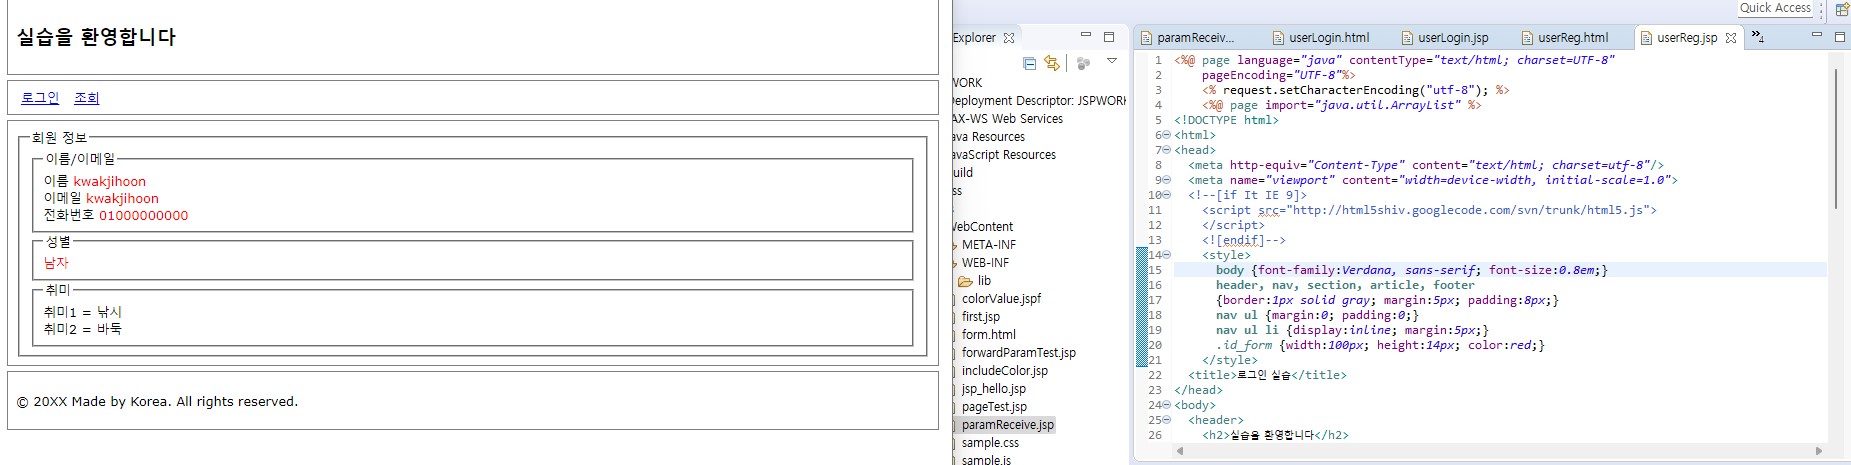 실습을 환영합니다
로그인 조회
회원 정보
이름/이메일
이름 kwakjihoon
이메일 kwakjihoon
전화번호 01000000000
성별
남자
취미
취미1 = 낚시
취미2 = 바둑
© 20XX Made by Korea. All rights reserved.
Quick Access
Explorer
WORK
Deployment Descriptor: JSPWORK
AX-WS Web Services
ava Resources
avaScript Resources
uild
ss
WebContent
META-INF
WEB-INF
lib
colorValue.jspf
first.jsp
form.html
forwardParamTest.jsp
includeColor.jsp
jsp_hello.jsp
pageTest.jsp
paramReceive.jsp
sample.css
sample.js
paramReceiv... userLogin.html userLogin.jsp userReg.html userReg.jsp »4
1 <%@ page language="java" contentType="text/html; charset=UTF-8"
2 pageEncoding="UTF-8"%>
3 <% request.setCharacterEncoding("utf-8"); %>
4 <%@ page import="java.util.ArrayList" %>
5 <!DOCTYPE html>
6 <html>
7 <head>
8 <meta http-equiv="Content-Type" content="text/html; charset=utf-8"/>
9 <meta name="viewport" content="width=device-width, initial-scale=1.0">
10 <!--[if It IE 9]>
11 <script src="http://html5shiv.googlecode.com/svn/trunk/html5.js">
12 </script>
13 <![endif]-->
14 <style>
15 body {font-family:Verdana, sans-serif; font-size:0.8em;}
16 header, nav, section, article, footer
17 {border:1px solid gray; margin:5px; padding:8px;}
18 nav ul {margin:0; padding:0;}
19 nav ul li {display:inline; margin:5px;}
20 .id_form {width:100px; height:14px; color:red;}
21 </style>
22 <title>로그인 실습</title>
23 </head>
24 <body>
25 <header>
26 <h2>실습을 환영합니다</h2>